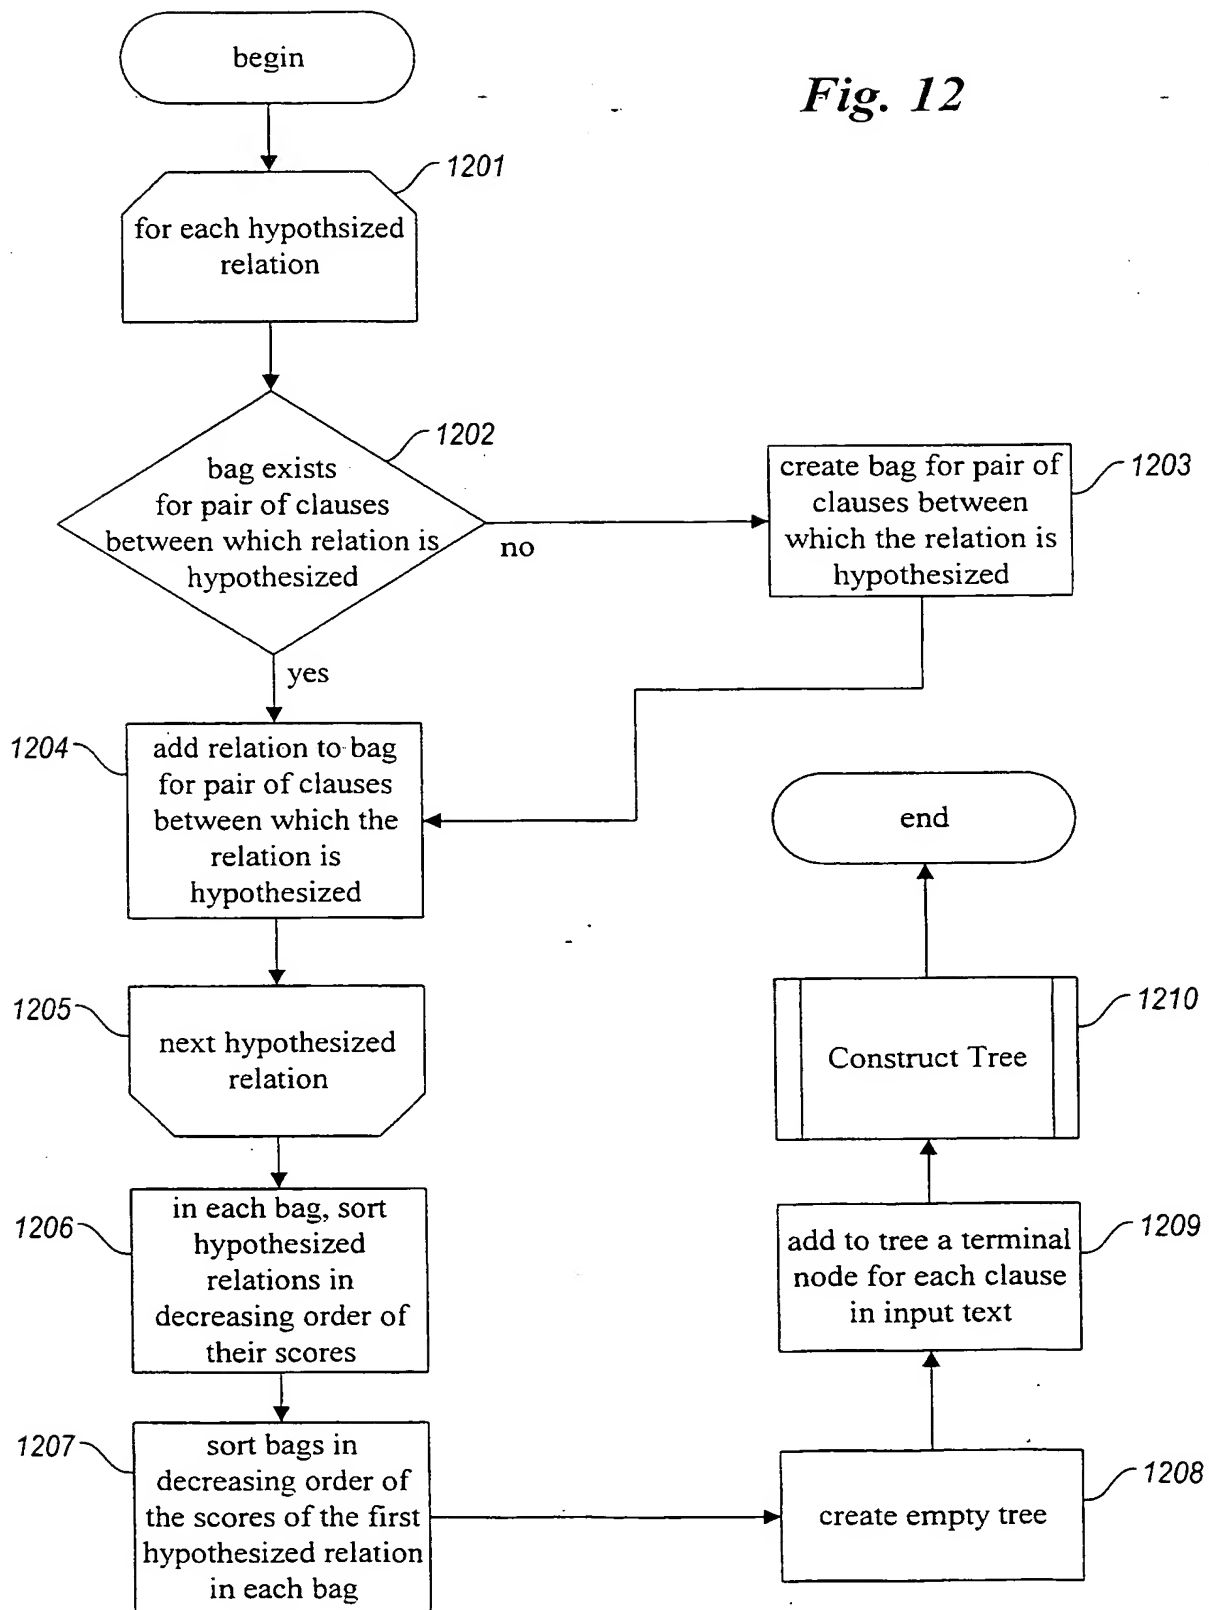 begin
Fig. 12
1201
for each hypothsized
relation
1202
bag exists
for pair of clauses
between which relation is
hypothesized
no
yes
1203
create bag for pair of
clauses between
which the relation is
hypothesized
1204
add relation to bag
for pair of clauses
between which the
relation is
hypothesized
1205
next hypothesized
relation
1206
in each bag, sort
hypothesized
relations in
decreasing order of
their scores
1207
sort bags in
decreasing order of
the scores of the first
hypothesized relation
in each bag
1208
create empty tree
1209
add to tree a terminal
node for each clause
in input text
1210
Construct Tree
end